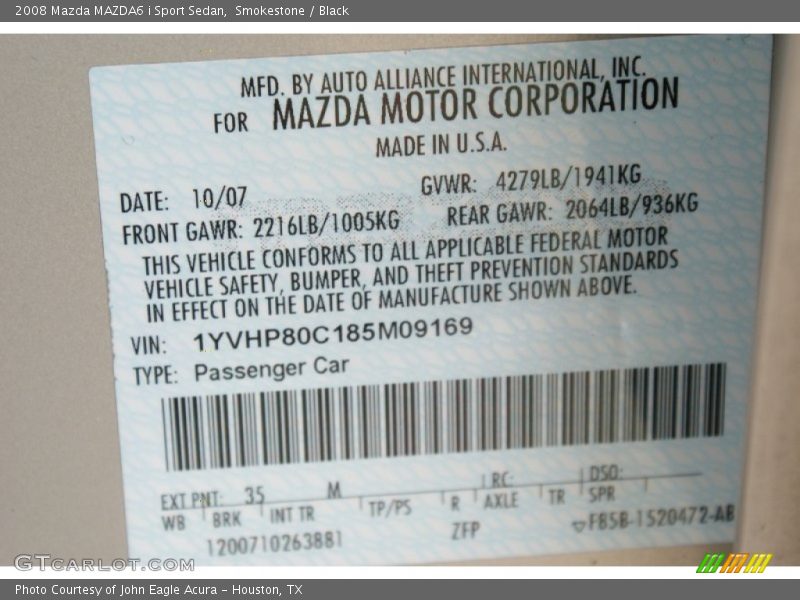 2008 Mazda MAZDA6 i Sport Sedan, Smokestone / Black
MFD. BY AUTO ALLIANCE INTERNATIONAL, INC.
FOR MAZDA MOTOR CORPORATION
MADE IN U.S.A.
DATE: 10/07 GVWR: 4279LB/1941KG
FRONT GAWR: 2216LB/1005KG REAR GAWR: 2064LB/936KG
THIS VEHICLE CONFORMS TO ALL APPLICABLE FEDERAL MOTOR
VEHICLE SAFETY, BUMPER, AND THEFT PREVENTION STANDARDS
IN EFFECT ON THE DATE OF MANUFACTURE SHOWN ABOVE.
VIN: 1YVHP80C185M09169
TYPE: Passenger Car
EXT PNT: 35 M RC: DSO:
WB BRK INT TR TP/PS R AXLE TR SPR
1200710263881 ZFP FB5B-1520472-AB
GTCARLOT.COM
Photo Courtesy of John Eagle Acura - Houston, TX